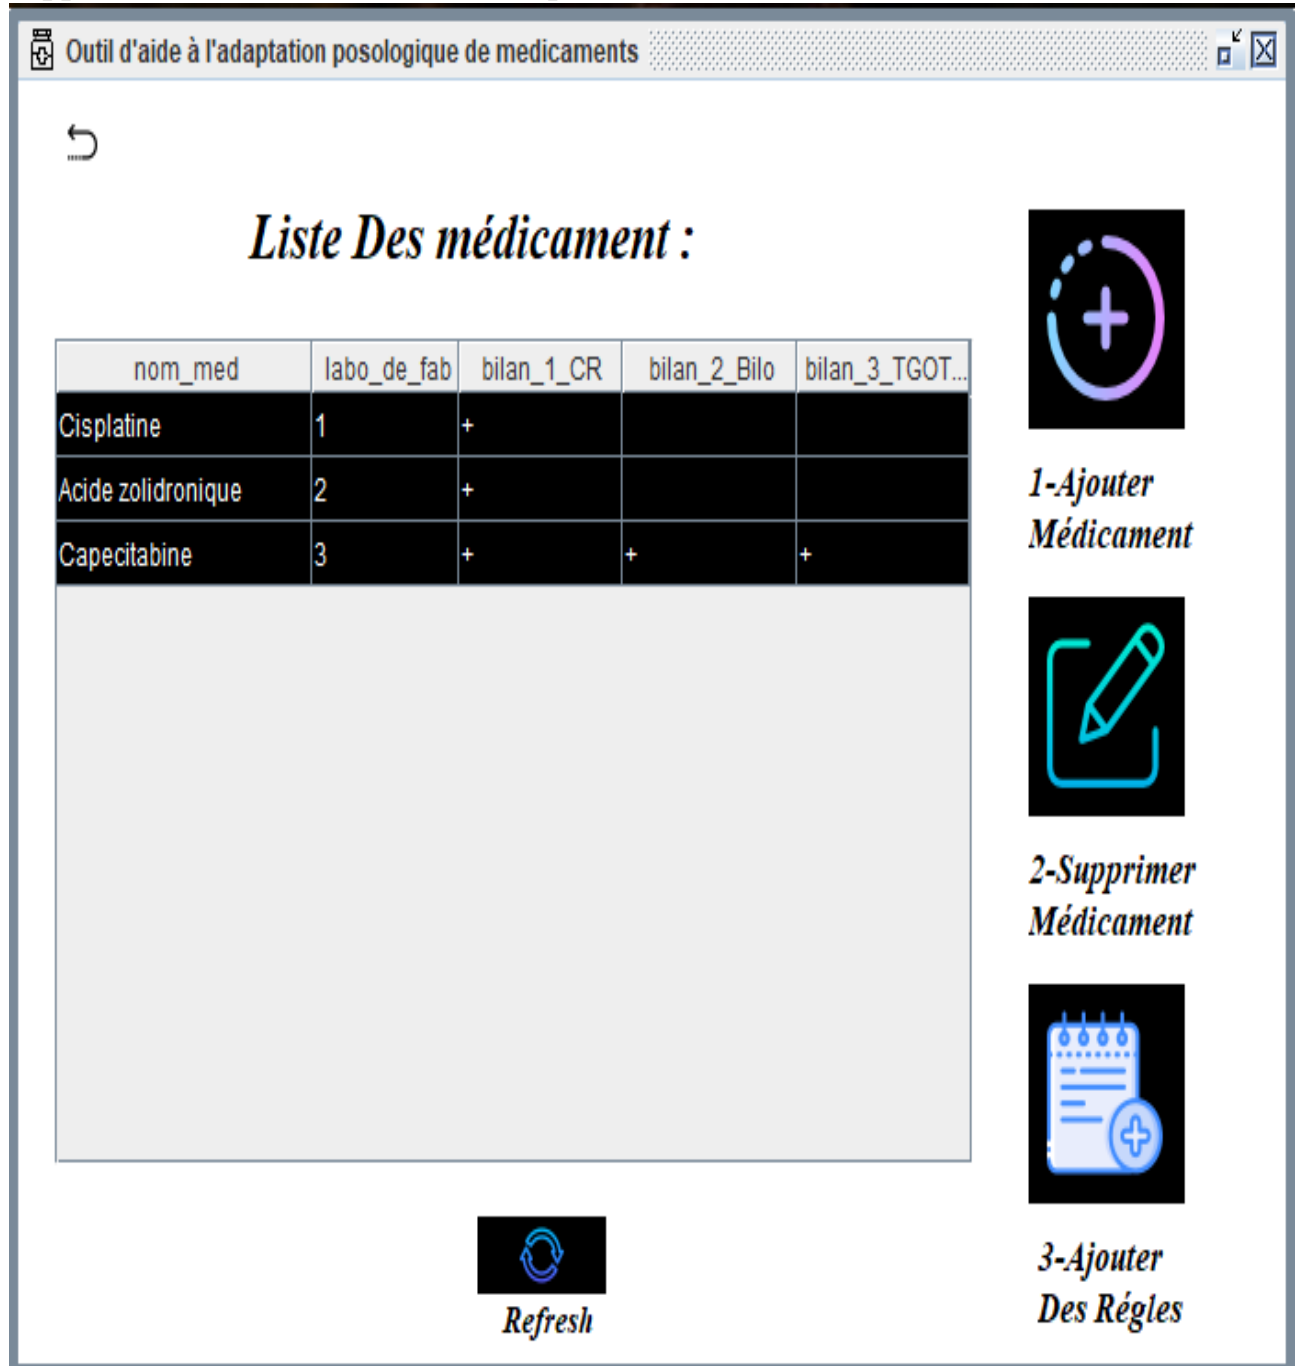 Outil d'aide à l'adaptation posologique de medicaments
Liste Des médicament :
nom_med labo_de_fab bilan_1_CR bilan_2_Bilo bilan_3_TGOT...
Cisplatine 1 +
Acide zolidronique 2 +
Capecitabine 3 + + +
1-Ajouter
Médicament
2-Supprimer
Médicament
3-Ajouter
Des Régles
Refresh